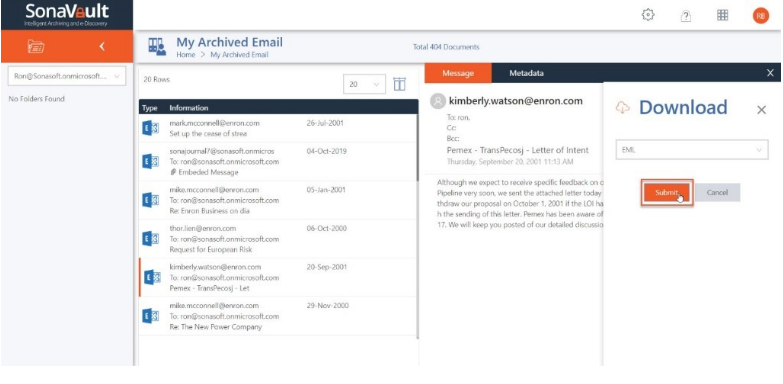 SonaVault
Intelligent Archiving and e-Discovery
RE
My Archived Email
Home > My Archived Email
Total 404 Documents
Ron@Sonasoft.onmicrosoft....
No Folders Found
20 Rows
20
Type Information
mark.mcconnell@enron.com 26-Jul-2001
Set up the cease of strea
sonajournal7@sonasoft.onmicros 04-Oct-2019
To: ron@sonasoft.onmicrosoft.com
Embeded Message
mike.mcconnell@enron.com 05-Jan-2001
To: ron@sonasoft.onmicrosoft.com
Re: Enron Business on dia
thor.lien@enron.com 06-Oct-2000
To: ron@sonasoft.onmicrosoft.com
Request for European Risk
kimberly.watson@enron.com 20-Sep-2001
To: ron@sonasoft.onmicrosoft.com
Pemex - TransPecosj - Let
mike.mcconnell@enron.com 29-Nov-2000
To: ron@sonasoft.onmicrosoft.com
Re: The New Power Company
Message Metadata X
kimberly.watson@enron.com
To: ron,
Cc:
Bcc:
Pemex - TransPecosj - Letter of Intent
Thursday, September 20, 2001 11:13 AM
Although we expect to receive specific feedback on o
Pipeline very soon, we sent the attached letter today
thdraw our proposal on October 1, 2001 if the LOI ha
h the sending of this letter. Pemex has been aware of
17. We will keep you posted of our detailed discussio
Download ×
EML
Submit Cancel